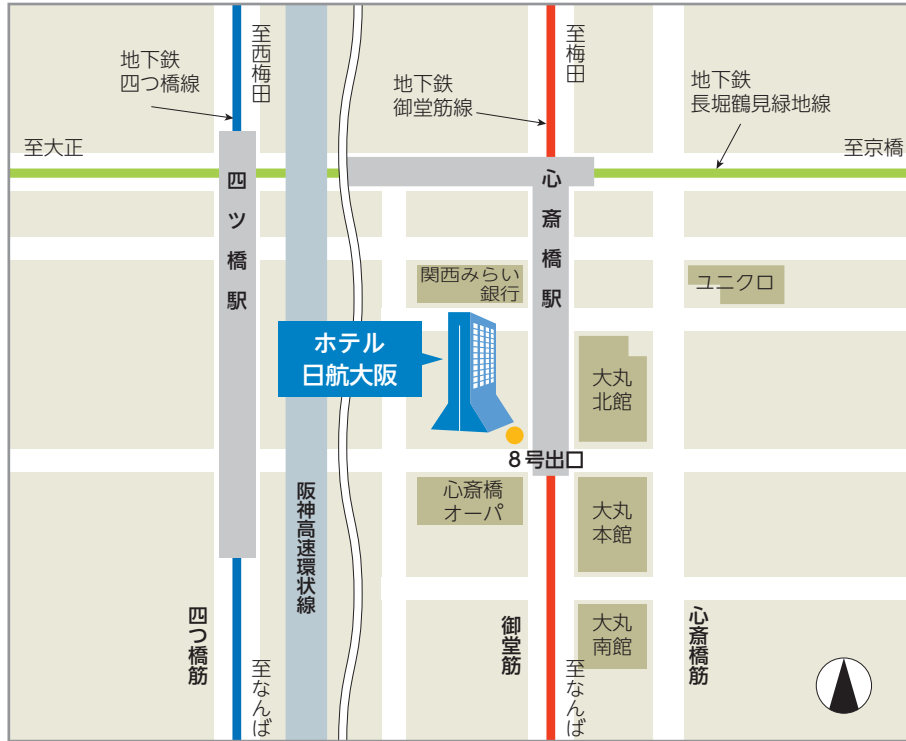 地下鉄
四つ橋線
至西梅田
地下鉄
御堂筋線
至梅田
地下鉄
長堀鶴見緑地線
至大正
至京橋
四ツ橋駅
心斎橋駅
関西みらい
銀行
ユニクロ
ホテル
日航大阪
大丸
北館
8号出口
心斎橋
オーパ
大丸
本館
阪神高速環状線
四つ橋筋
至なんば
御堂筋
至なんば
大丸
南館
心斎橋筋